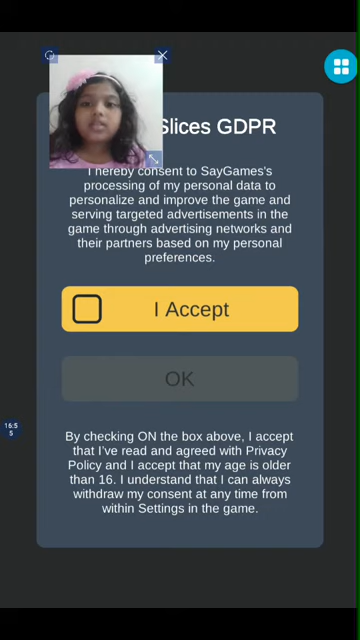 Slices GDPR
I hereby consent to SayGames's
processing of my personal data to
personalize and improve the game and
serving targeted advertisements in the
game through advertising networks and
their partners based on my personal
preferences.
I Accept
OK
16:5
5
By checking ON the box above, I accept
that I've read and agreed with Privacy
Policy and I accept that my age is older
than 16. I understand that I can always
withdraw my consent at any time from
within Settings in the game.